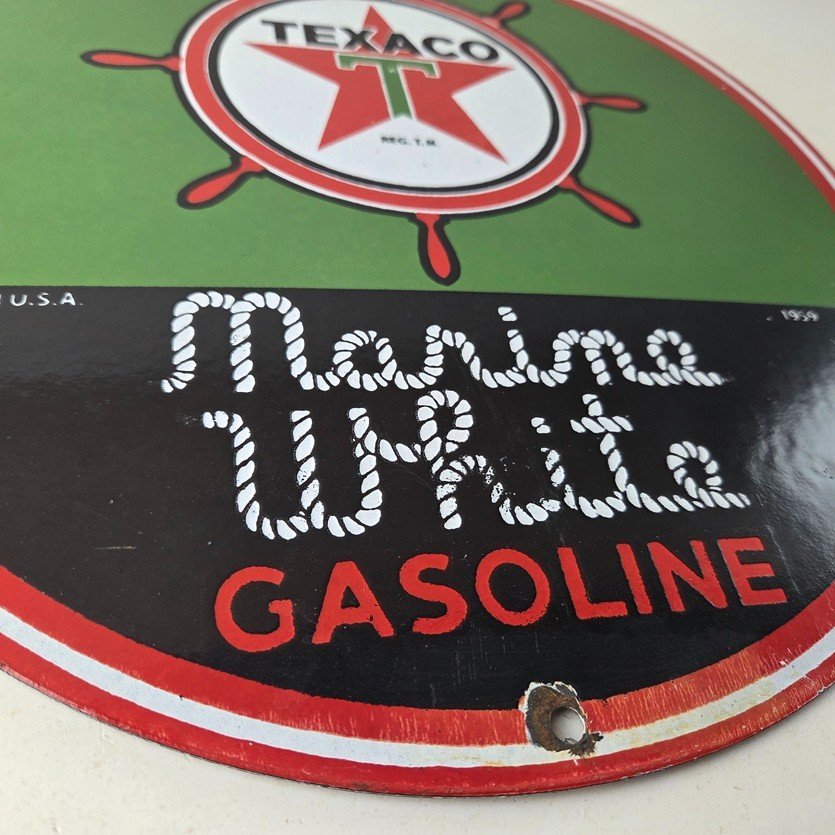 TEXACO
T
REG. T.M.
U.S.A.
1959
Marine
White
GASOLINE